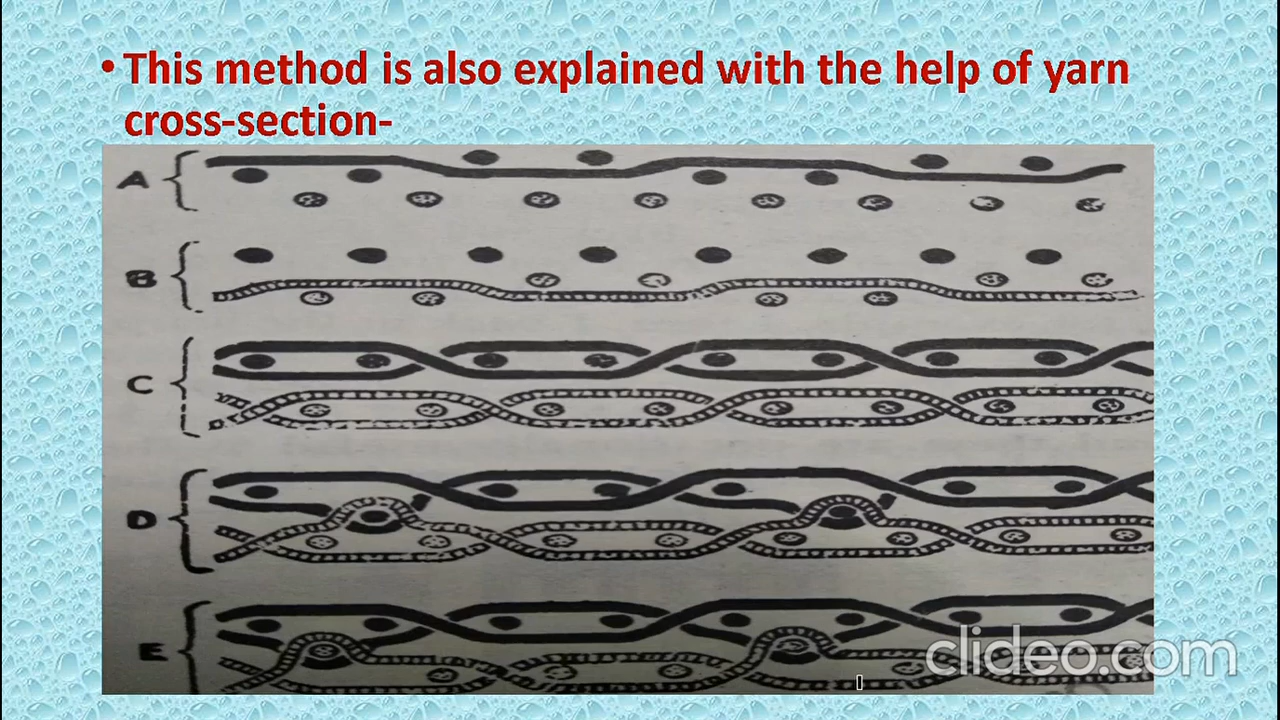 • This method is also explained with the help of yarn
cross-section-
A
B
C
D
E
clideo.com